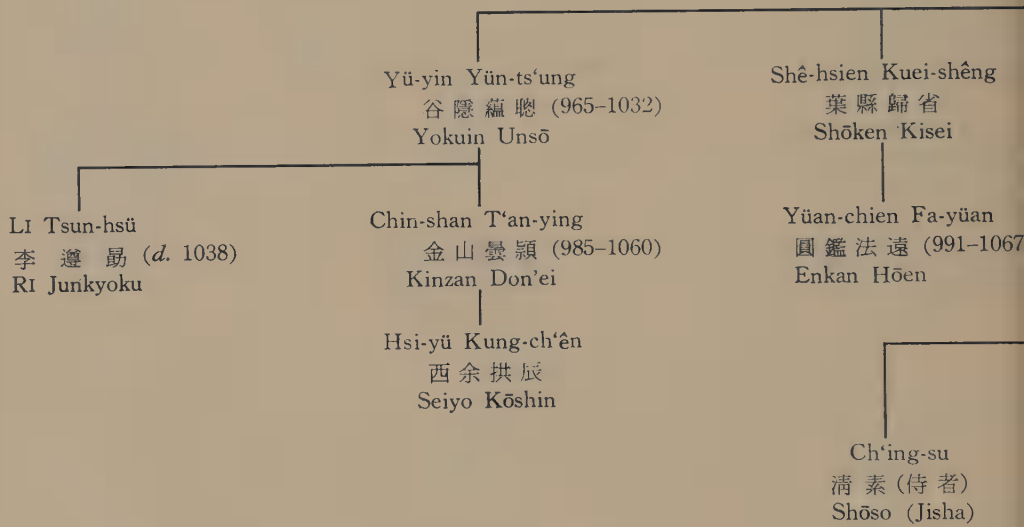 Yü-yin Yün-ts‘ung
谷隱蘊聰 (965–1032)
Yokuin Unsō
Shê-hsien Kuei-shêng
葉縣歸省
Shōken Kisei
LI Tsun-hsü
李遵勗 (d. 1038)
RI Junkyoku
Chin-shan T‘an-ying
金山曇頴 (985–1060)
Kinzan Don’ei
Yüan-chien Fa-yüan
圓鑑法遠 (991–1067
Enkan Hōen
Hsi-yü Kung-ch‘ên
西余拱辰
Seiyo Kōshin
Ch‘ing-su
淸素 (侍者)
Shōso (Jisha)